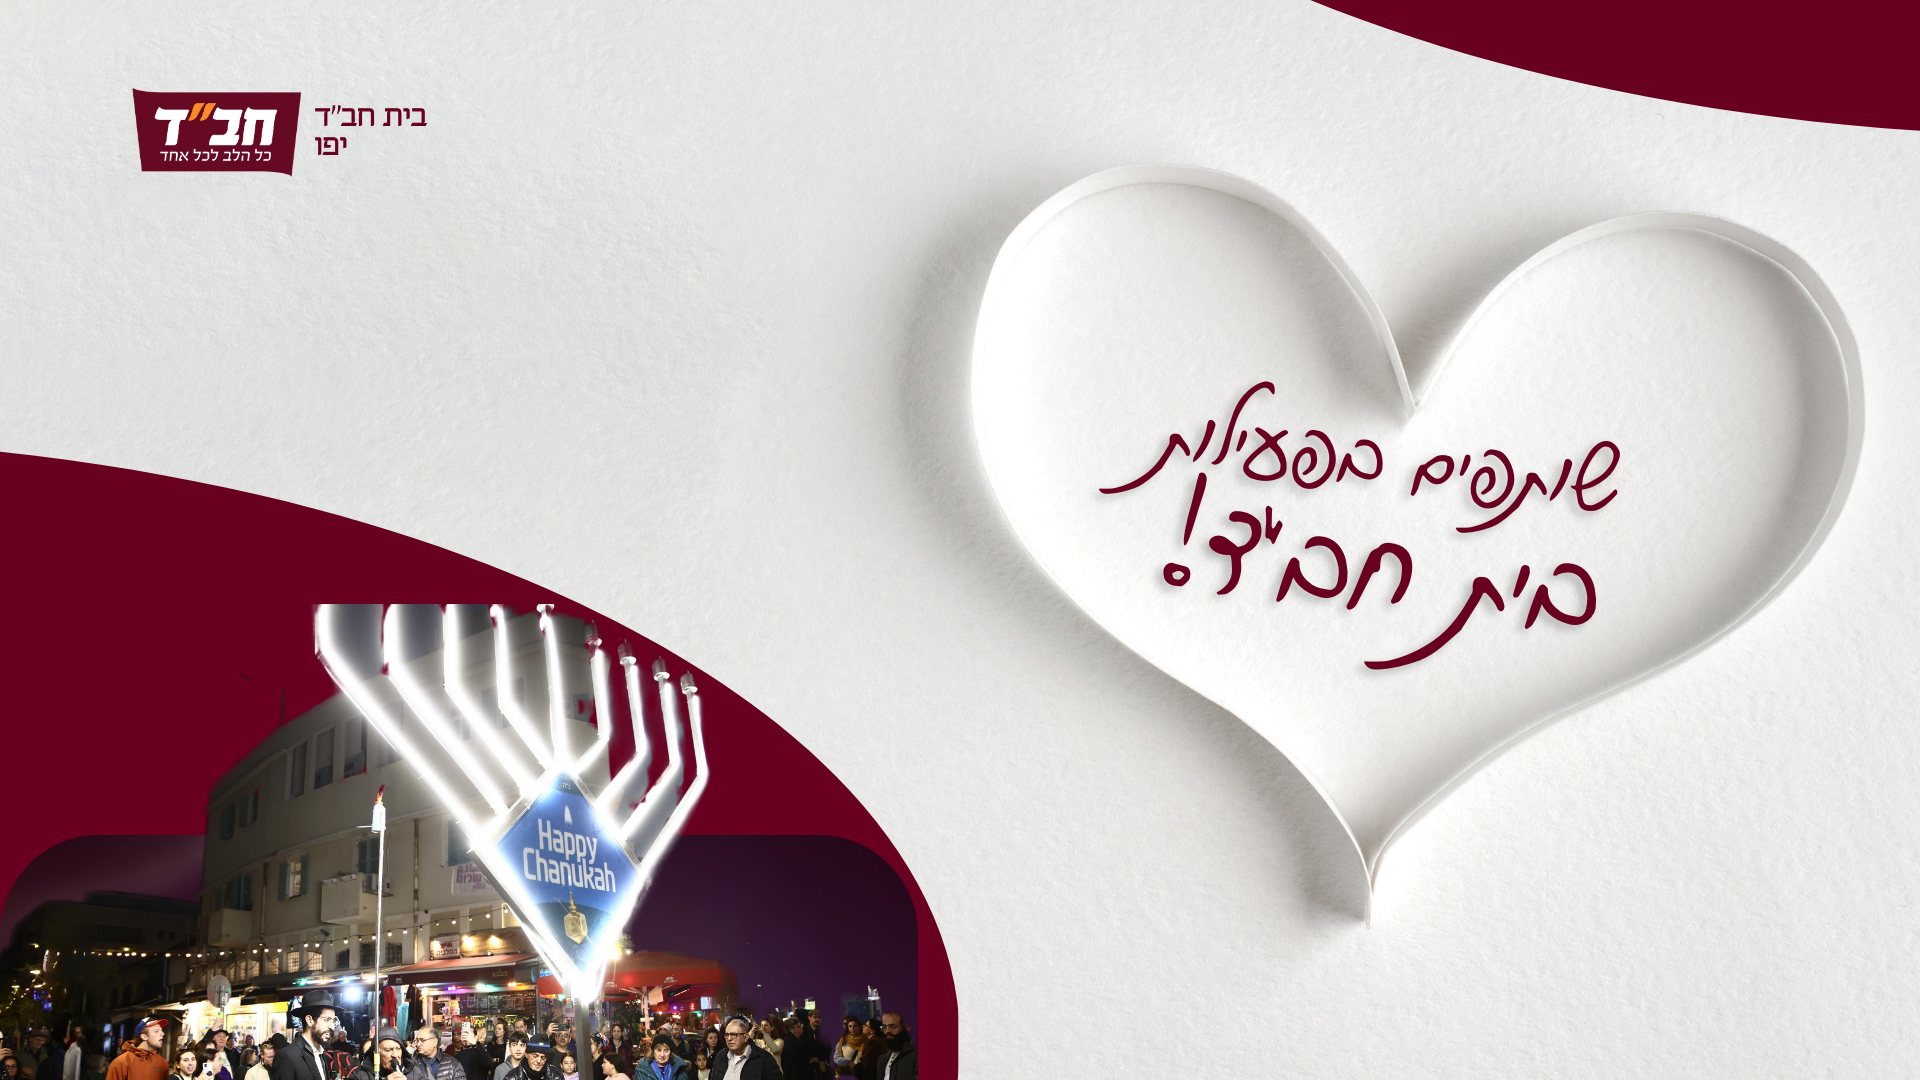 חב"ד
כל הלב לכל אחד
בית חב"ד
יפו
שותפים בפעילות
בית חב"ד!
Happy
Chanukah